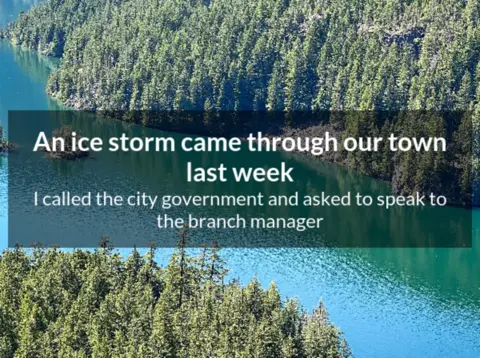 An ice storm came through our town
last week
I called the city government and asked to speak to
the branch manager